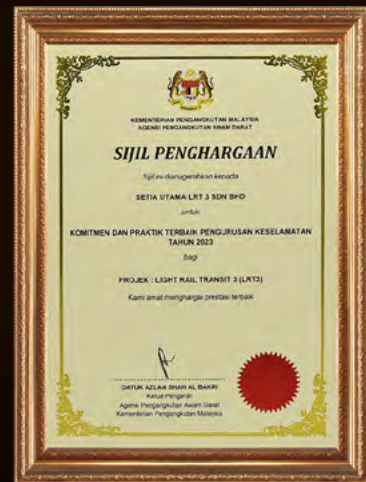 KEMENTERIAN PENGANGKUTAN MALAYSIA
AGENSI PENGANGKUTAN AWAM DARAT
SIJIL PENGHARGAAN
Sijil ini dianugerahkan kepada
SETIA UTAMA LRT 3 SDN BHD
untuk
KOMITMEN DAN PRAKTIK TERBAIK PENGURUSAN KESELAMATAN
TAHUN 2023
bagi
PROJEK : LIGHT RAIL TRANSIT 3 (LRT3)
Kami amat menghargai prestasi terbaik
DATUK AZLAN SHAH AL BAKRI
Ketua Pengarah
Agensi Pengangkutan Awam Darat
Kementerian Pengangkutan Malaysia